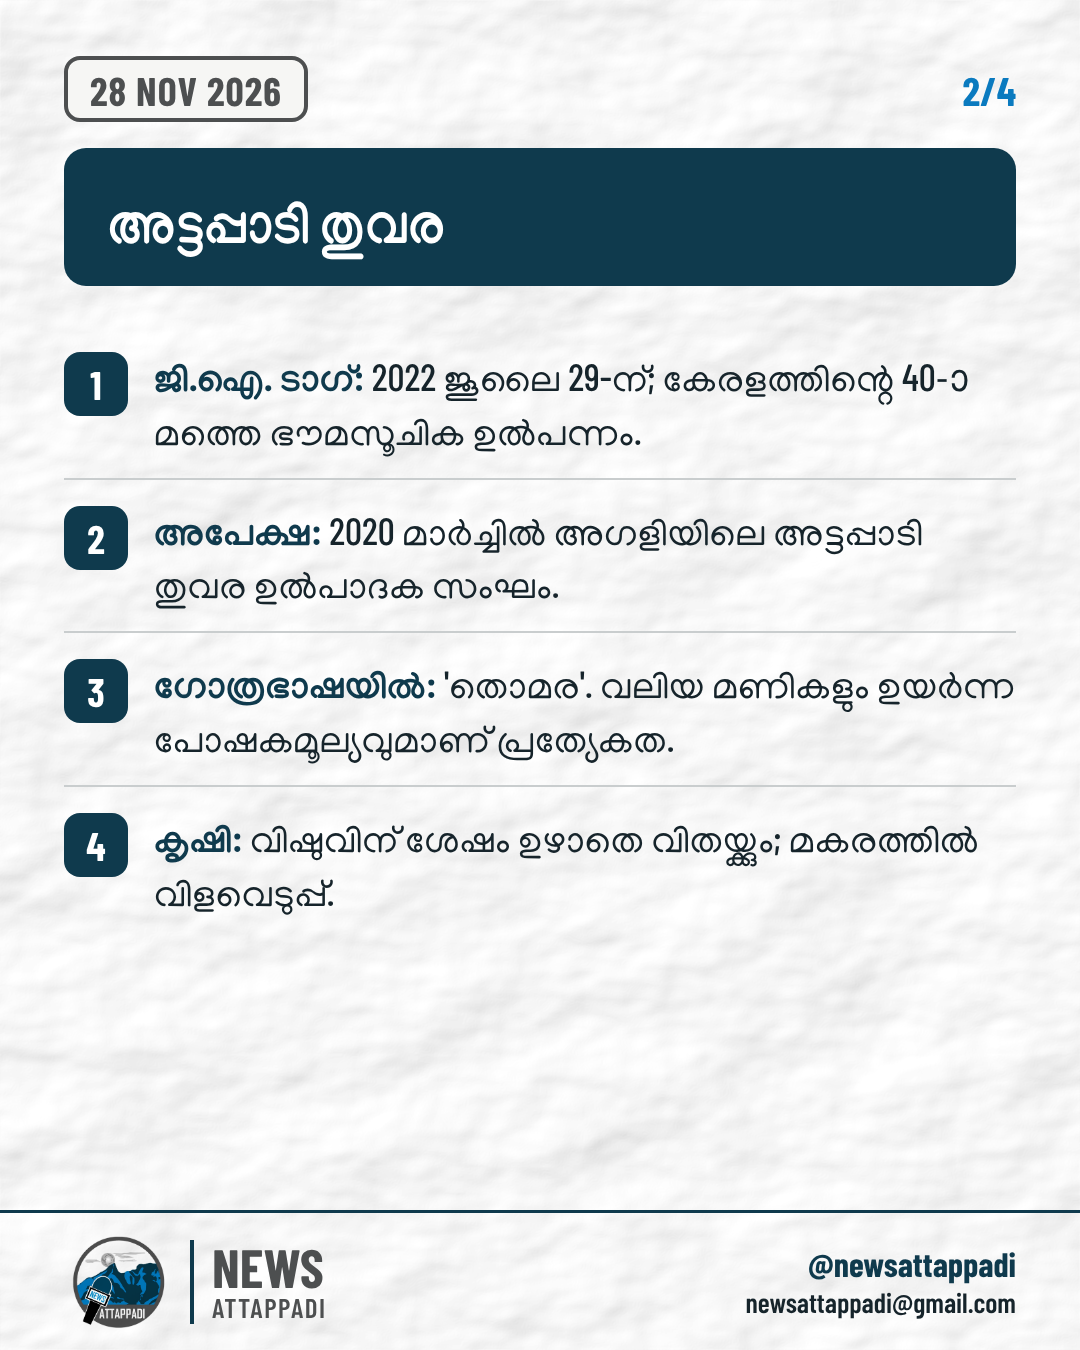 28 NOV 2026
2/4
അട്ടപ്പാടി തുവര
1
ജി.ഐ. ടാഗ്: 2022 ജൂലൈ 29-ന്; കേരളത്തിന്റെ 40-ാ
മത്തെ ഭൗമസൂചിക ഉൽപന്നം.
2
അപേക്ഷ: 2020 മാർച്ചിൽ അഗളിയിലെ അട്ടപ്പാടി
തുവര ഉൽപാദക സംഘം.
3
ഗോത്രഭാഷയിൽ: 'തൊമര'. വലിയ മണികളും ഉയർന്ന
പോഷകമൂല്യവുമാണ് പ്രത്യേകത.
4
കൃഷി: വിഷുവിന് ശേഷം ഉഴാതെ വിതയ്ക്കും; മകരത്തിൽ
വിളവെടുപ്പ്.
NEWS
ATTAPPADI
NEWS
ATTAPPADI
@newsattappadi
newsattappadi@gmail.com